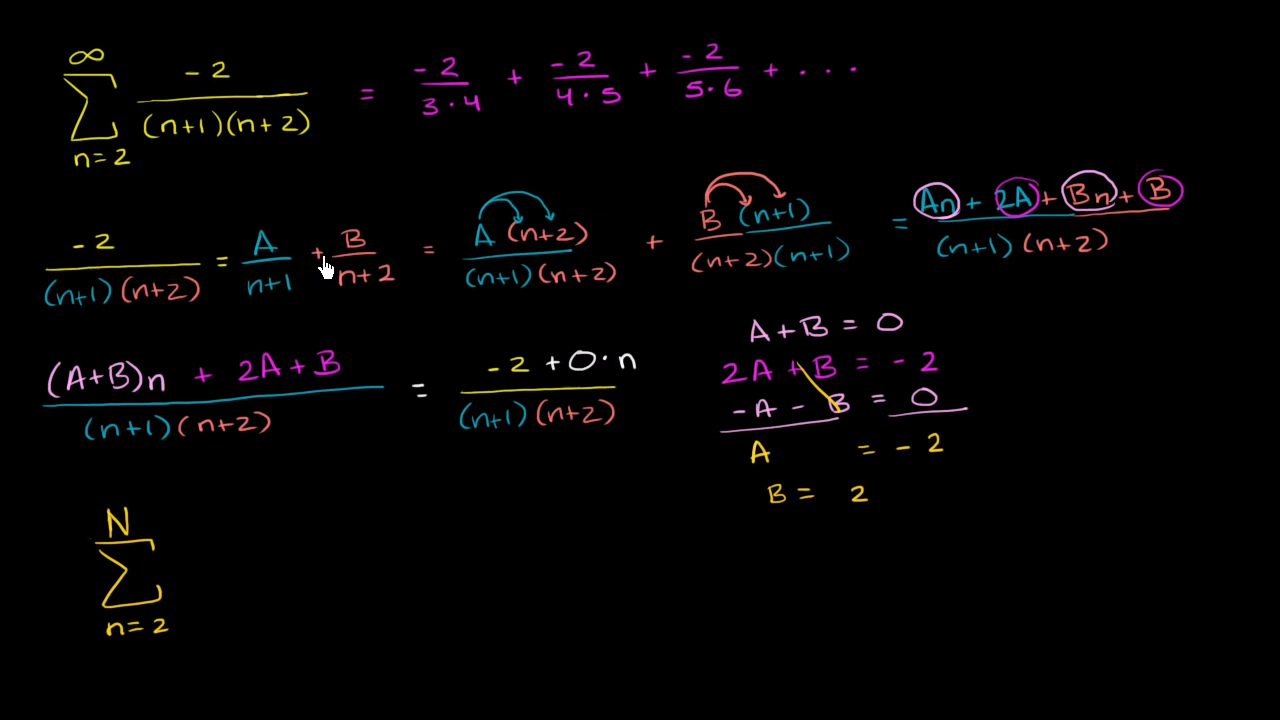 ∞
∑ -2 / (n+1)(n+2) = -2 / 3·4 + -2 / 4·5 + -2 / 5·6 + · · ·
n=2
-2 / (n+1)(n+2) = A / n+1 + B / n+2 = A(n+2) / (n+1)(n+2) + B(n+1) / (n+2)(n+1) = An + 2A + Bn + B / (n+1)(n+2)
(A+B)n + 2A+B / (n+1)(n+2) = -2 + 0·n / (n+1)(n+2)
A+B = 0
2A + B = -2
-A - B = 0
A = -2
B = 2
N
∑
n=2